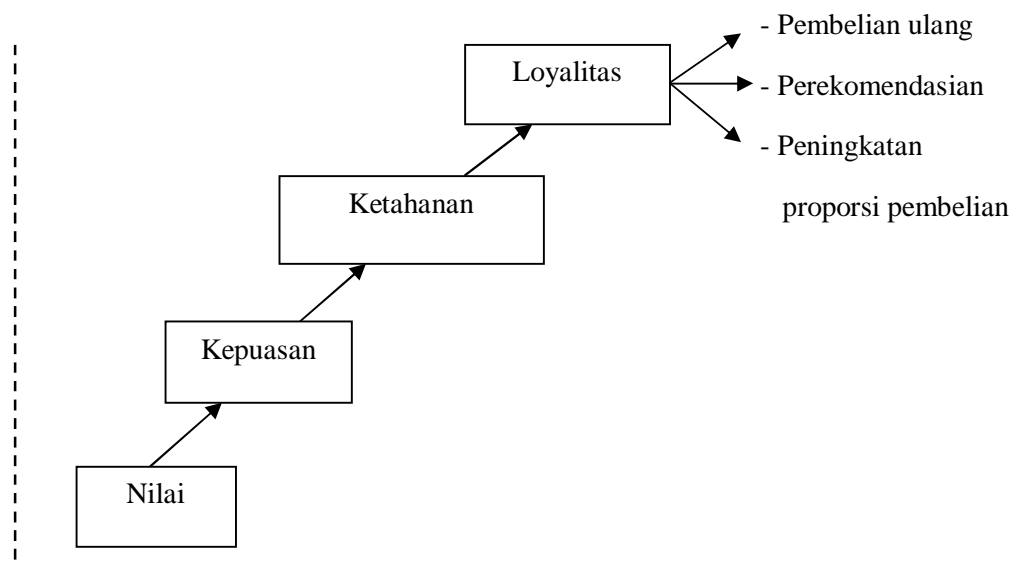 - Pembelian ulang
Loyalitas
- Perekomendasian
- Peningkatan
proporsi pembelian
Ketahanan
Kepuasan
Nilai